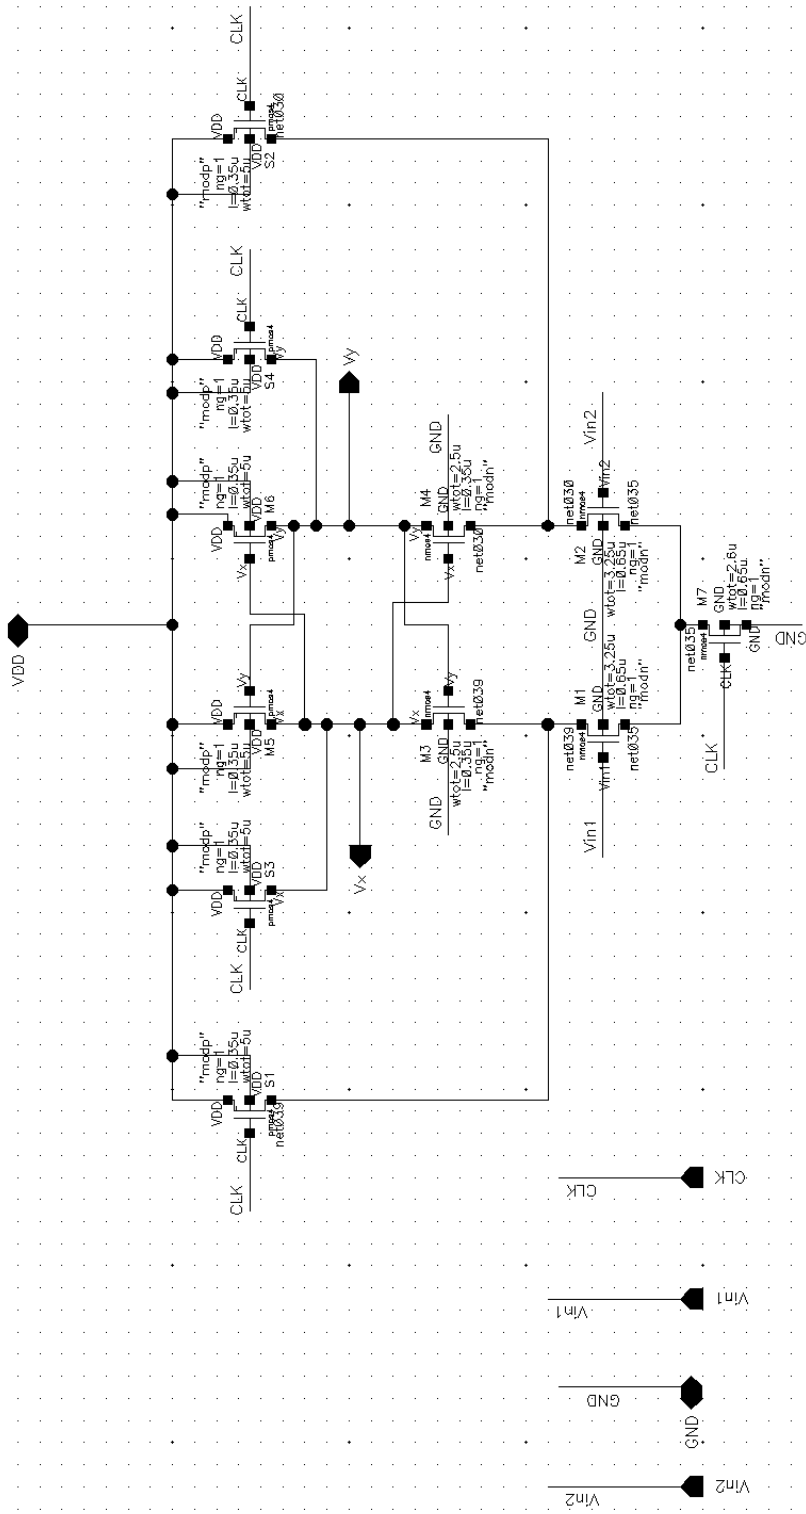 CLK
CLK
VDD
pmos4
net030
VDD
S2
"modp"
ng=1
l=0.35u
wtot=5u
CLK
CLK
VDD
pmos4
Vy
VDD
S4
"modp"
ng=1
l=0.35u
wtot=5u
Vy
"modp"
ng=1
l=0.35u
wtot=5u
VDD
M6
VDD
pmos4
Vy
Vx
GND
M4
GND
wtot=2.5u
l=0.35u
ng=1
"modn"
Vy
nmos4
net030
Vx
Vin2
Vin2
net030
nmos4
net035
M2
GND
wtot=3.25u
l=0.65u
ng=1
"modn"
GND
VDD
M7
GND
wtot=2.6u
l=0.65u
ng=1
"modn"
net035
nmos4
GND
GND
CLK
CLK
Vy
VDD
pmos4
Vx
VDD
M5
"modp"
ng=1
l=0.35u
wtot=5u
Vy
Vx
nmos4
net039
M3
GND
wtot=2.5u
l=0.35u
ng=1
"modn"
GND
M1
GND
wtot=3.25u
l=0.65u
ng=1
"modn"
net039
nmos4
net035
Vin1
Vin1
Vx
"modp"
ng=1
l=0.35u
wtot=5u
VDD
S3
VDD
pmos4
Vx
CLK
CLK
"modp"
ng=1
l=0.35u
wtot=5u
VDD
S1
VDD
pmos4
net039
CLK
CLK
CLK
CLK
Vin1
Vin1
GND
GND
Vin2
Vin2